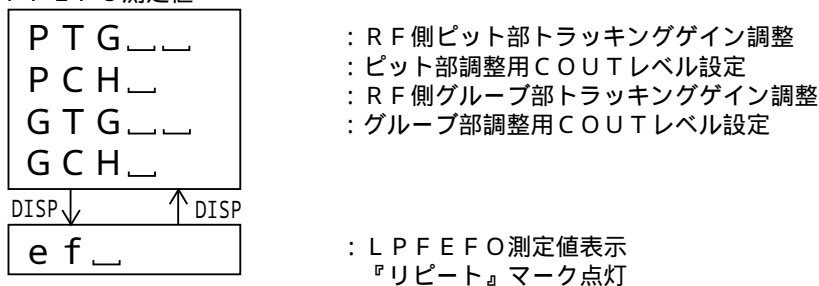 ＰＴＧ⎵⎵ ：ＲＦ側ピット部トラッキングゲイン調整
ＰＣＨ⎵ ：ピット部調整用ＣＯＵＴレベル設定
ＧＴＧ⎵⎵ ：ＲＦ側グルーブ部トラッキングゲイン調整
ＧＣＨ⎵ ：グルーブ部調整用ＣＯＵＴレベル設定
DISP DISP
ｅｆ⎵ ：ＬＰＦＥＦＯ測定値表示
『リピート』マーク点灯